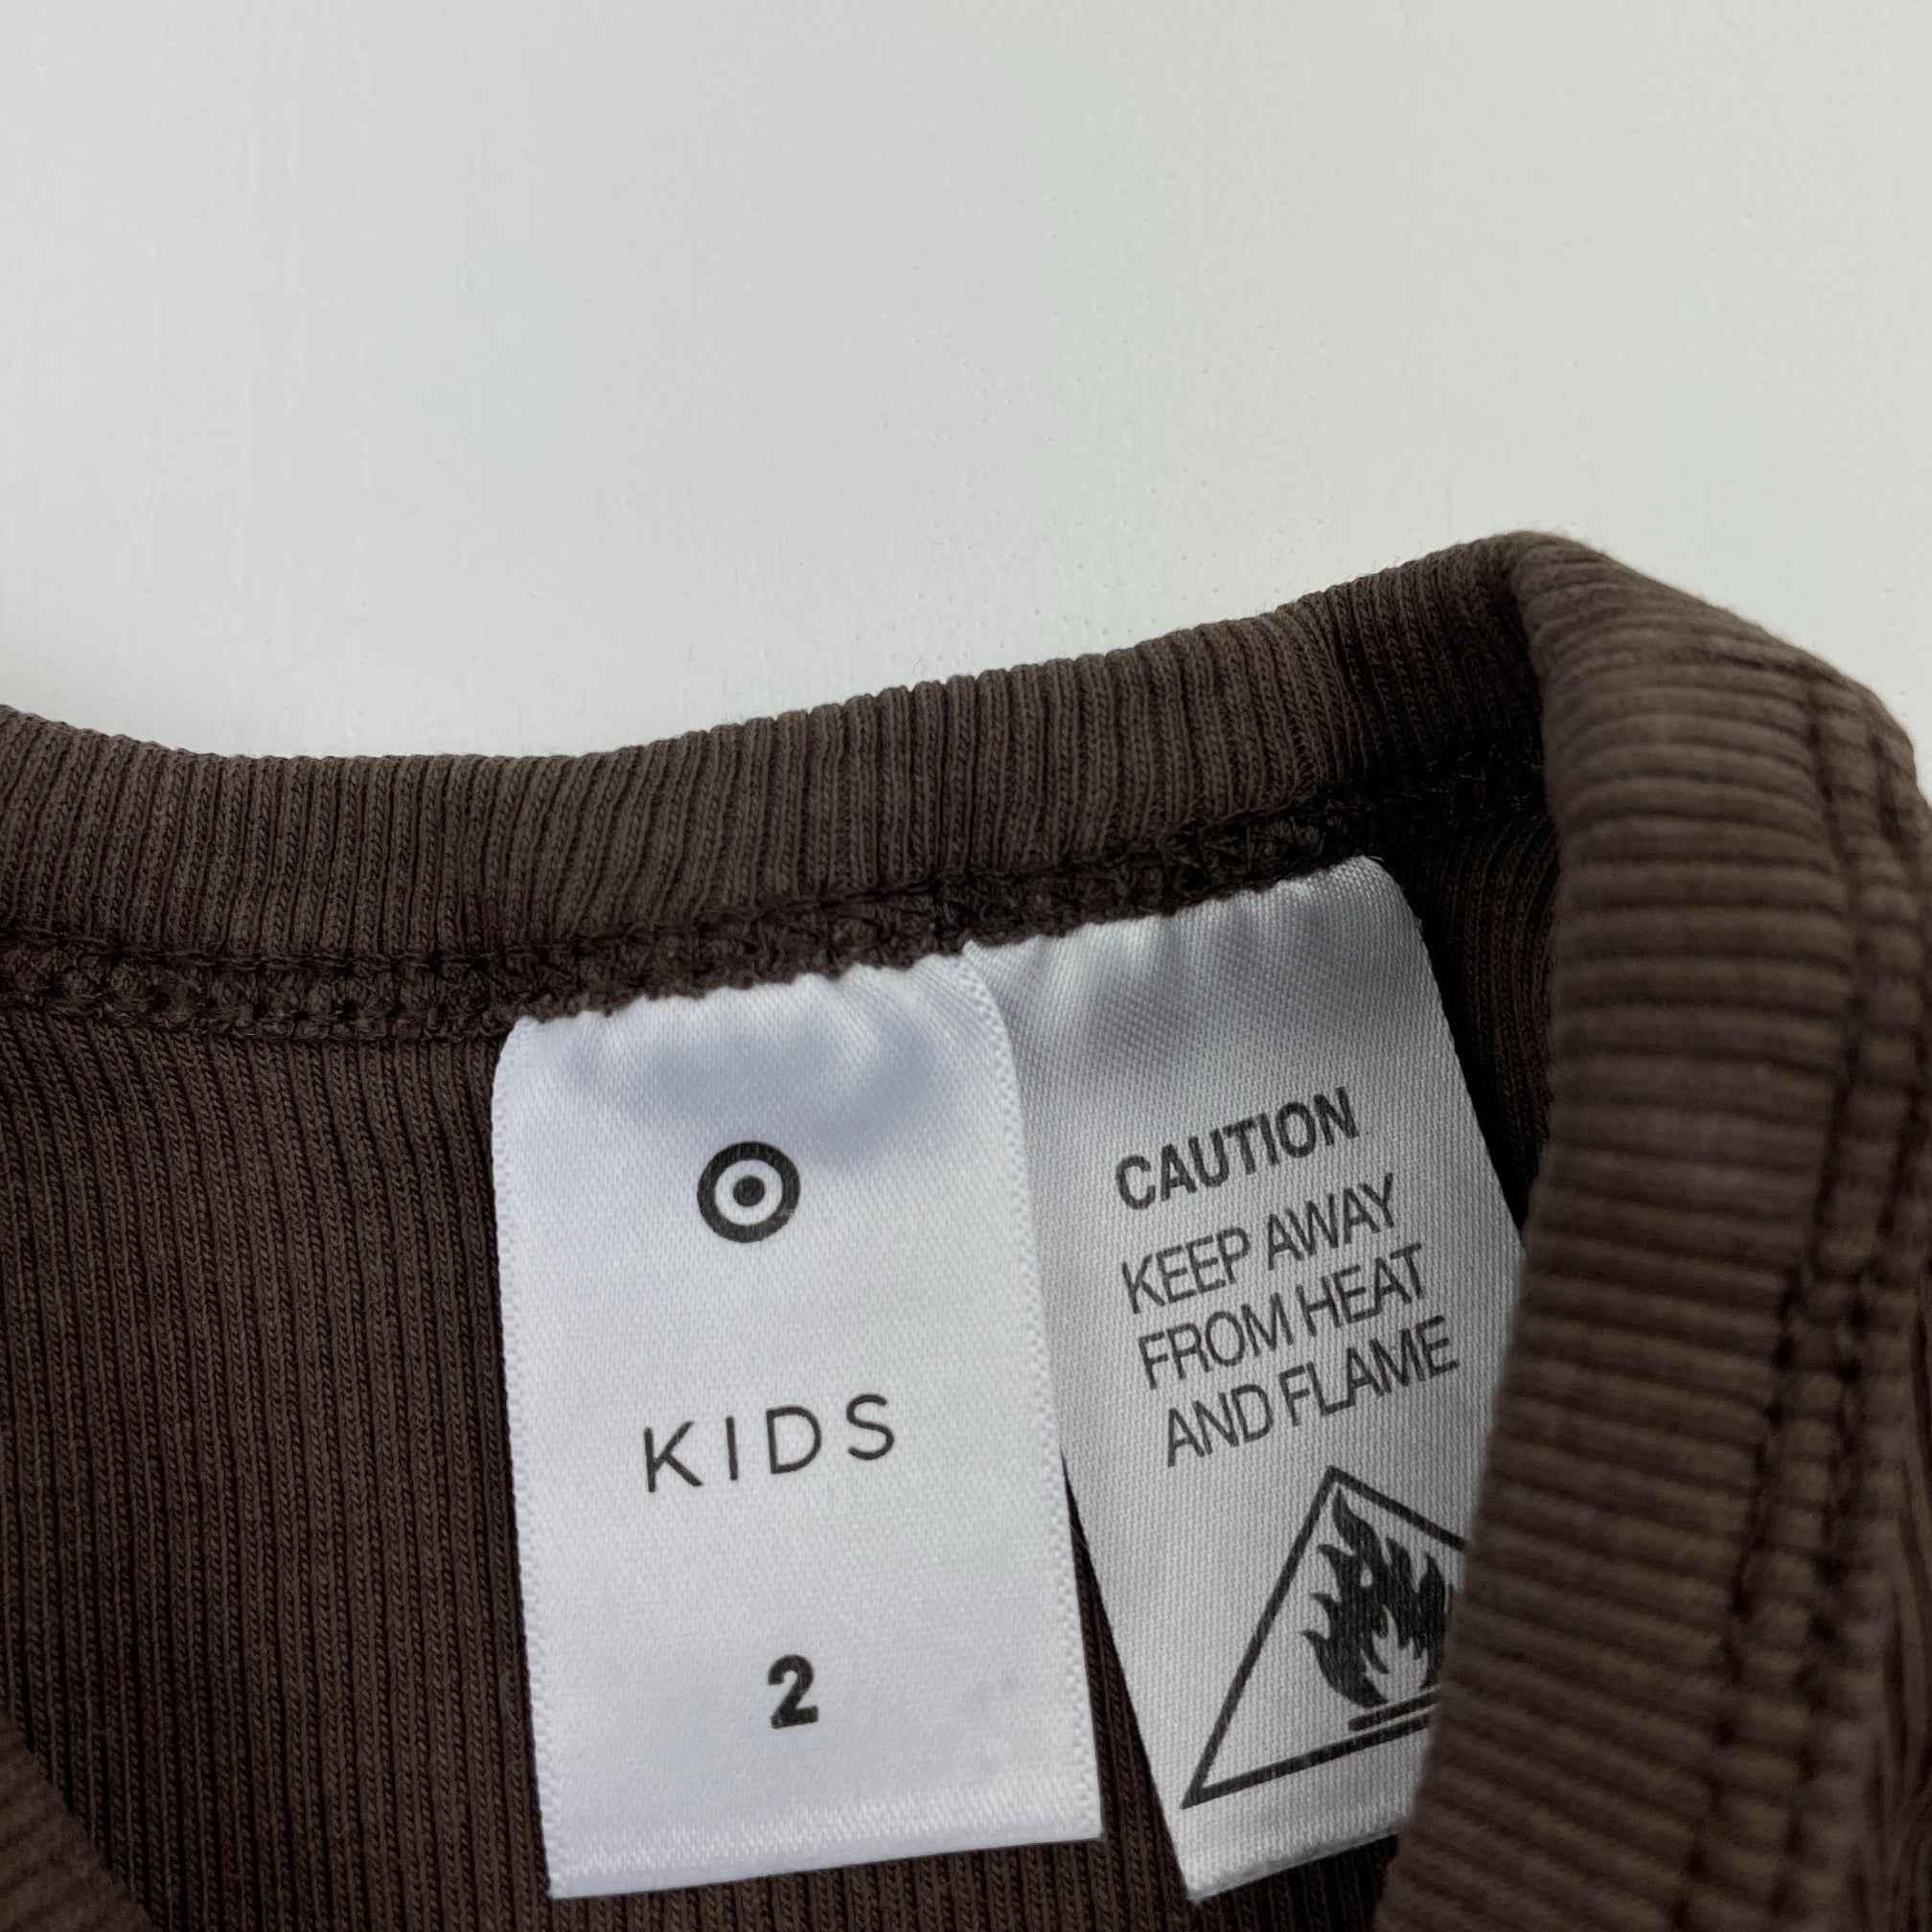 KIDS
2
CAUTION
KEEP AWAY
FROM HEAT
AND FLAME